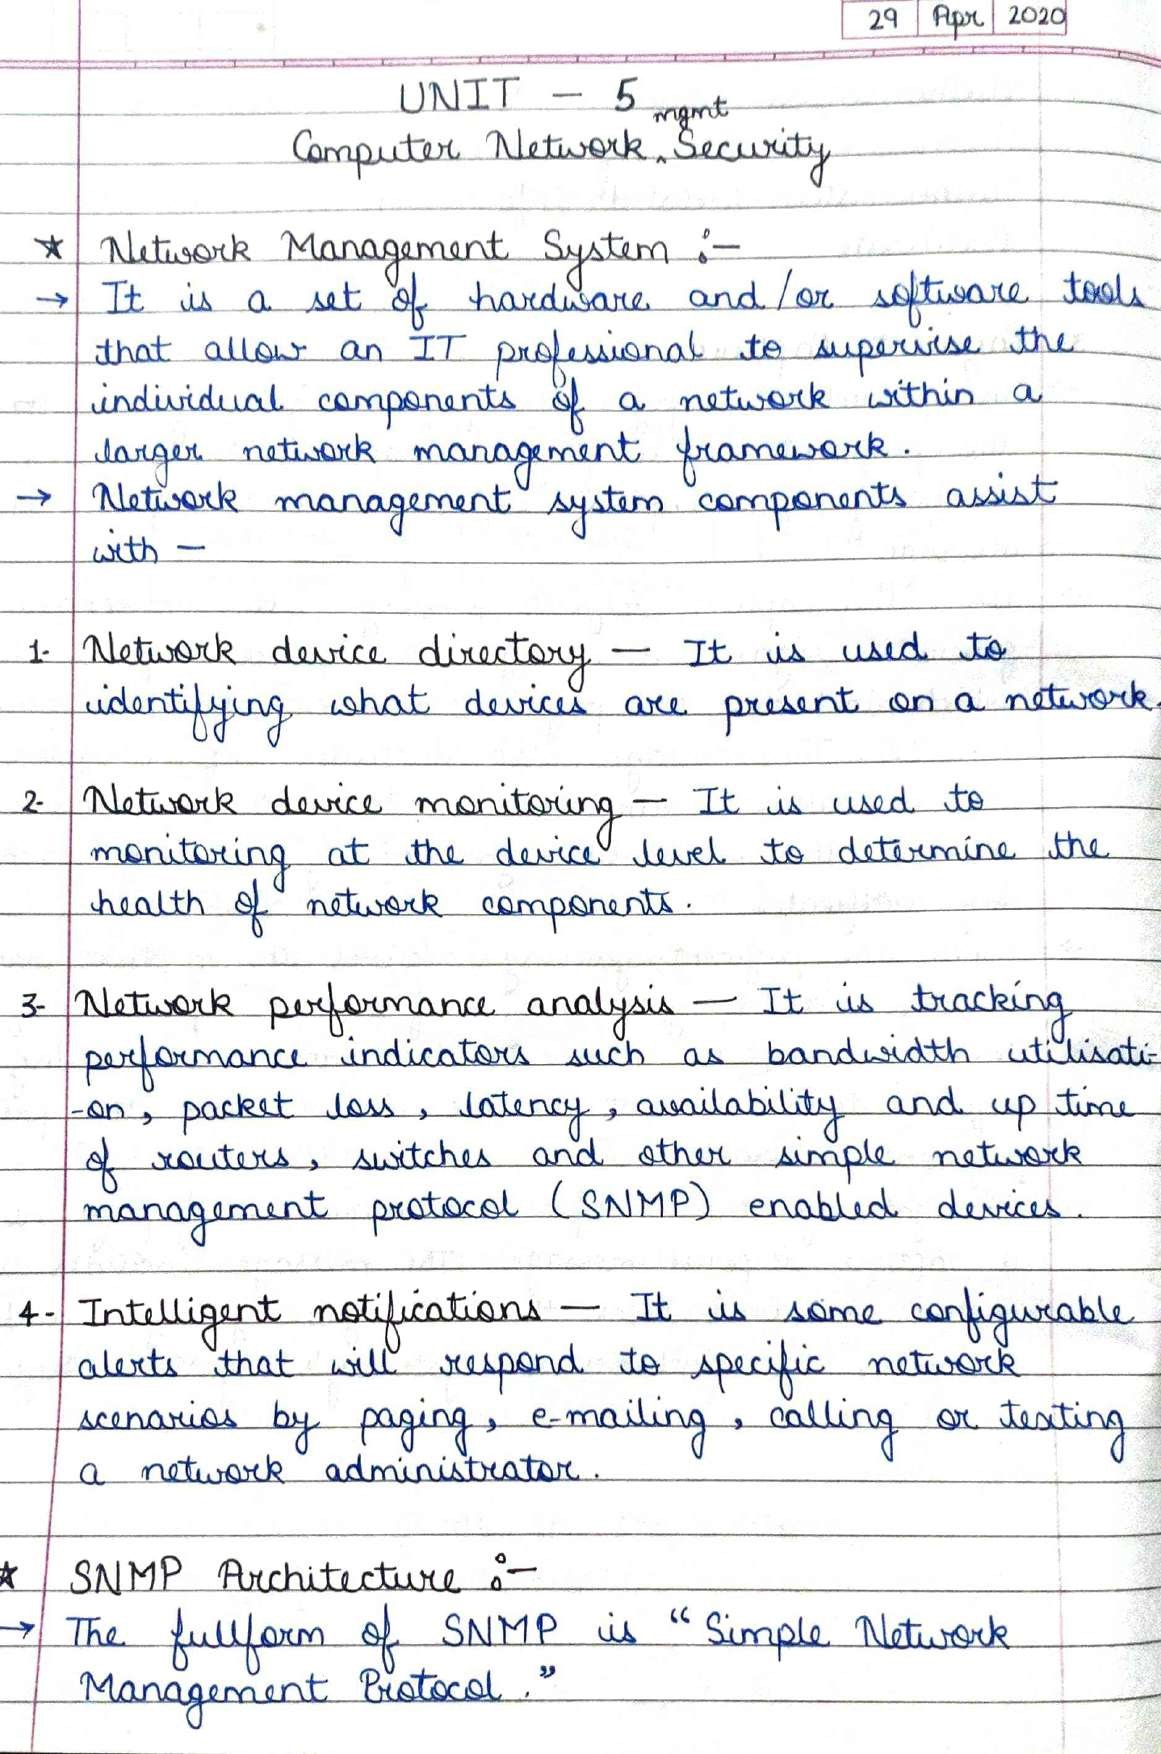 29 Apr 2020
UNIT - 5
mgmt
Computer Network ^ Security
★ Network Management System :-
→ It is a set of hardware and/or software tools
that allow an IT professional to supervise the
individual components of a network within a
larger network management framework.
→ Network management system components assist
with -
1. Network device directory - It is used to
identifying what devices are present on a network.
2. Network device monitoring - It is used to
monitoring at the device level to determine the
health of network components.
3. Network performance analysis - It is tracking
performance indicators such as bandwidth utilisati-
-on, packet loss, latency, availability and up time
of routers, switches and other simple network
management protocol (SNMP) enabled devices.
4. Intelligent notifications - It is some configurable
alerts that will respond to specific network
scenarios by paging, e-mailing, calling or texting
a network administrator.
★ SNMP Architecture :-
→ The fullform of SNMP is "Simple Network
Management Protocol."